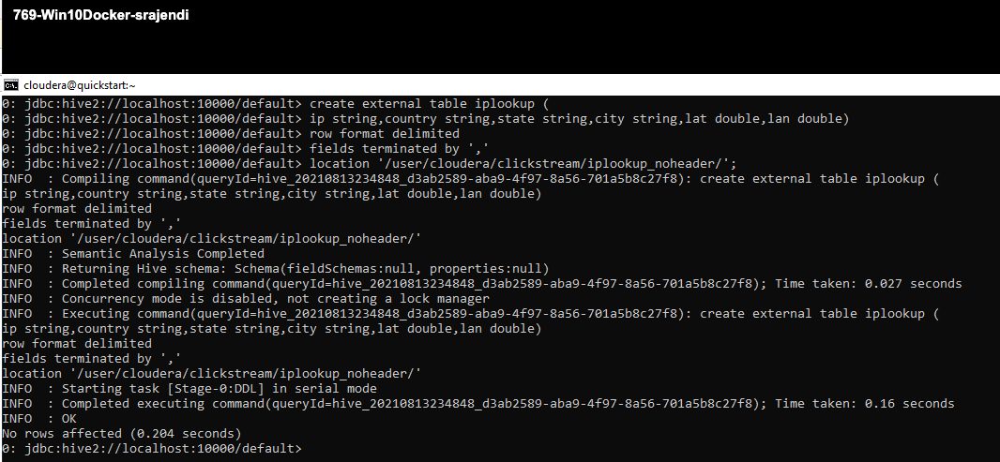 769-Win10Docker-srajendi
cloudera@quickstart:~
0: jdbc:hive2://localhost:10000/default> create external table iplookup (
0: jdbc:hive2://localhost:10000/default> ip string,country string,state string,city string,lat double,lan double)
0: jdbc:hive2://localhost:10000/default> row format delimited
0: jdbc:hive2://localhost:10000/default> fields terminated by ','
0: jdbc:hive2://localhost:10000/default> location '/user/cloudera/clickstream/iplookup_noheader/';
INFO  : Compiling command(queryId=hive_20210813234848_d3ab2589-aba9-4f97-8a56-701a5b8c27f8): create external table iplookup (
ip string,country string,state string,city string,lat double,lan double)
row format delimited
fields terminated by ','
location '/user/cloudera/clickstream/iplookup_noheader/'
INFO  : Semantic Analysis Completed
INFO  : Returning Hive schema: Schema(fieldSchemas:null, properties:null)
INFO  : Completed compiling command(queryId=hive_20210813234848_d3ab2589-aba9-4f97-8a56-701a5b8c27f8); Time taken: 0.027 seconds
INFO  : Concurrency mode is disabled, not creating a lock manager
INFO  : Executing command(queryId=hive_20210813234848_d3ab2589-aba9-4f97-8a56-701a5b8c27f8): create external table iplookup (
ip string,country string,state string,city string,lat double,lan double)
row format delimited
fields terminated by ','
location '/user/cloudera/clickstream/iplookup_noheader/'
INFO  : Starting task [Stage-0:DDL] in serial mode
INFO  : Completed executing command(queryId=hive_20210813234848_d3ab2589-aba9-4f97-8a56-701a5b8c27f8); Time taken: 0.16 seconds
INFO  : OK
No rows affected (0.204 seconds)
0: jdbc:hive2://localhost:10000/default>